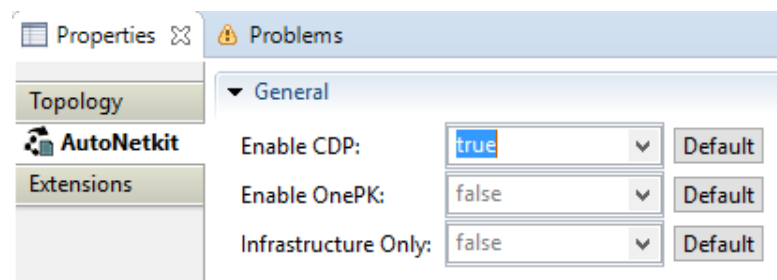 Properties Problems
Topology
AutoNetkit
Extensions
General
Enable CDP: true Default
Enable OnePK: false Default
Infrastructure Only: false Default